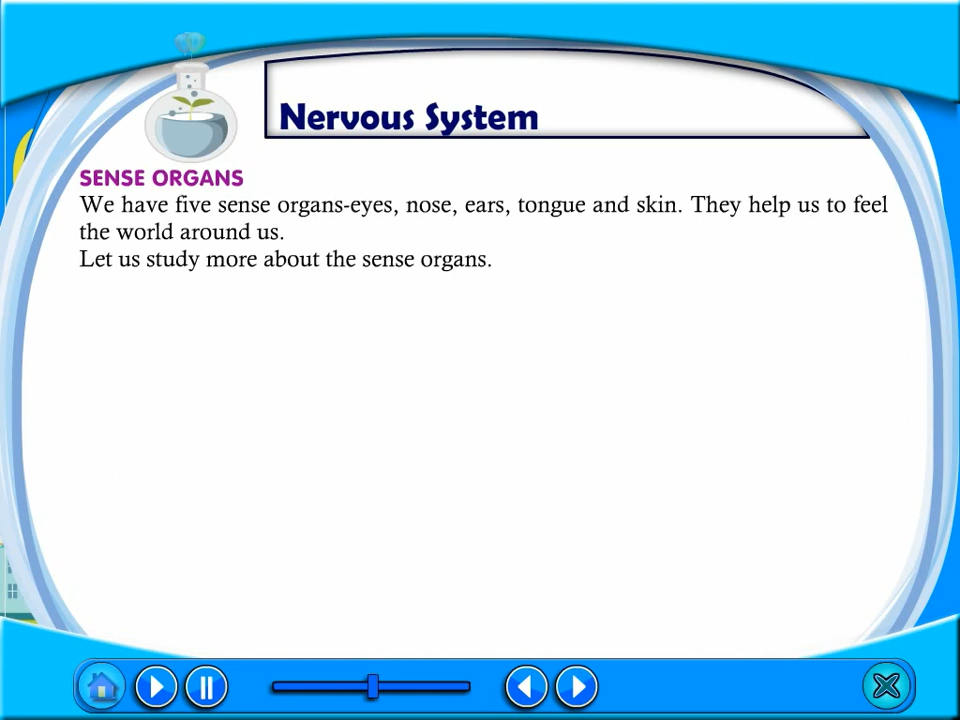 Nervous System
SENSE ORGANS
We have five sense organs-eyes, nose, ears, tongue and skin. They help us to feel
the world around us.
Let us study more about the sense organs.